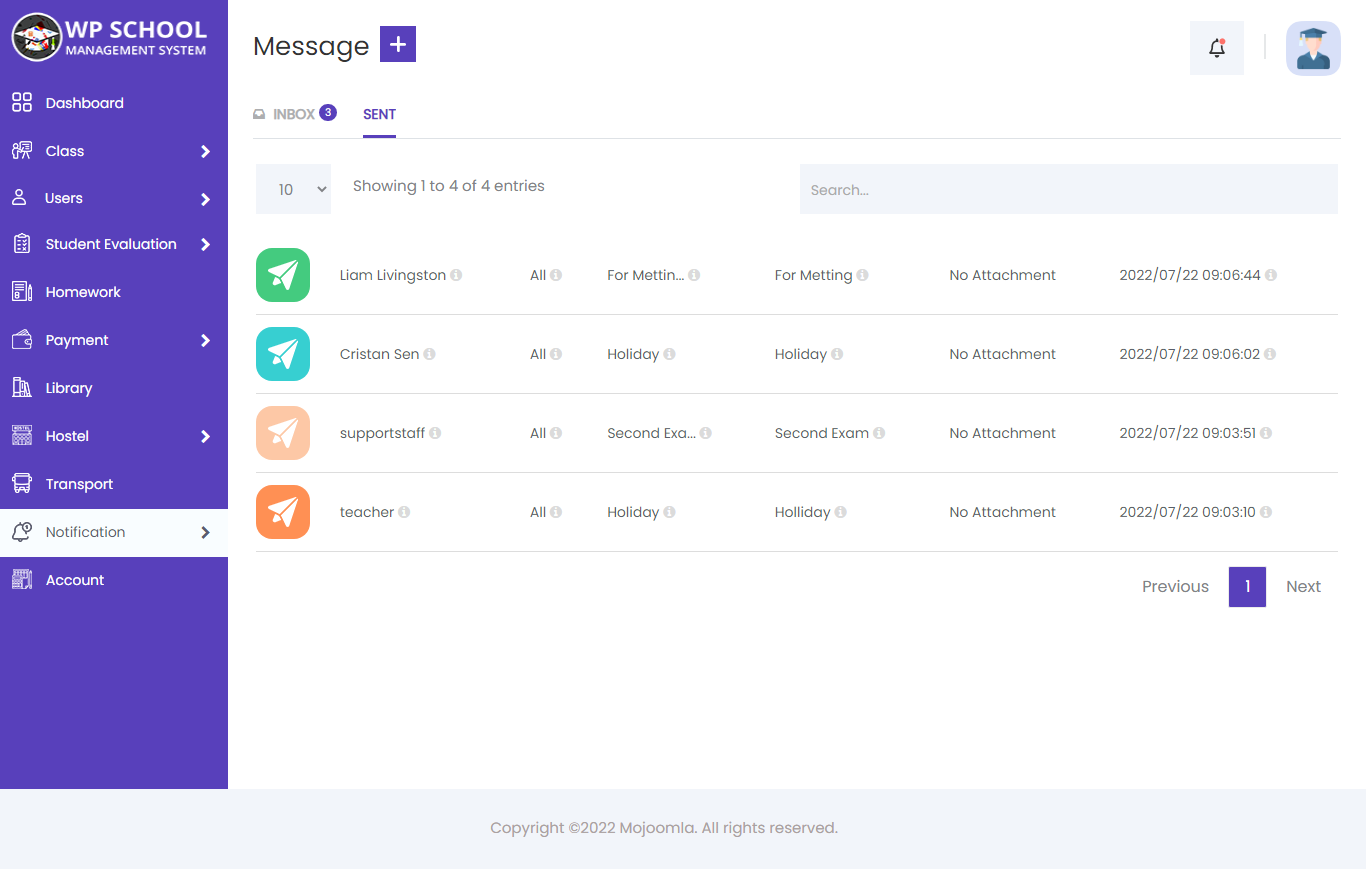 WP SCHOOL
MANAGEMENT SYSTEM
Dashboard
Class
Users
Student Evaluation
Homework
Payment
Library
Hostel
Transport
Notification
Account
Message +
INBOX 3 SENT
10 Showing 1 to 4 of 4 entries Search...
Liam Livingston All For Mettin... For Metting No Attachment 2022/07/22 09:06:44
Cristan Sen All Holiday Holiday No Attachment 2022/07/22 09:06:02
supportstaff All Second Exa... Second Exam No Attachment 2022/07/22 09:03:51
teacher All Holiday Holliday No Attachment 2022/07/22 09:03:10
Previous 1 Next
Copyright ©2022 Mojoomla. All rights reserved.